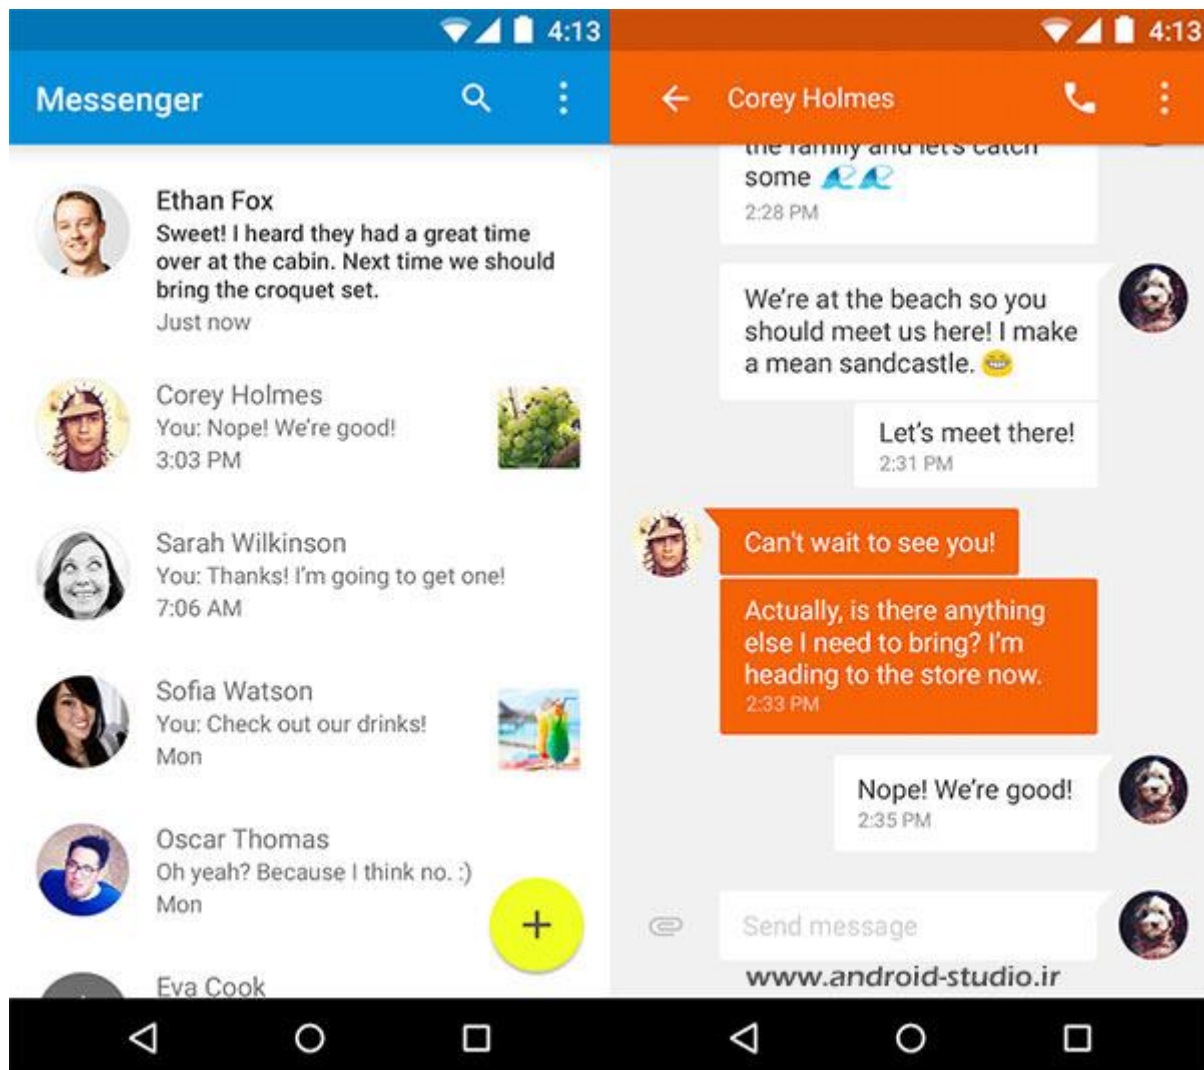 4:13
Messenger
Ethan Fox
Sweet! I heard they had a great time
over at the cabin. Next time we should
bring the croquet set.
Just now
Corey Holmes
You: Nope! We're good!
3:03 PM
Sarah Wilkinson
You: Thanks! I'm going to get one!
7:06 AM
Sofia Watson
You: Check out our drinks!
Mon
Oscar Thomas
Oh yeah? Because I think no. :)
Mon
Eva Cook
4:13
Corey Holmes
the family and let's catch
some 🌊🌊
2:28 PM
We're at the beach so you
should meet us here! I make
a mean sandcastle. 😁
Let's meet there!
2:31 PM
Can't wait to see you!
Actually, is there anything
else I need to bring? I'm
heading to the store now.
2:33 PM
Nope! We're good!
2:35 PM
Send message
www.android-studio.ir